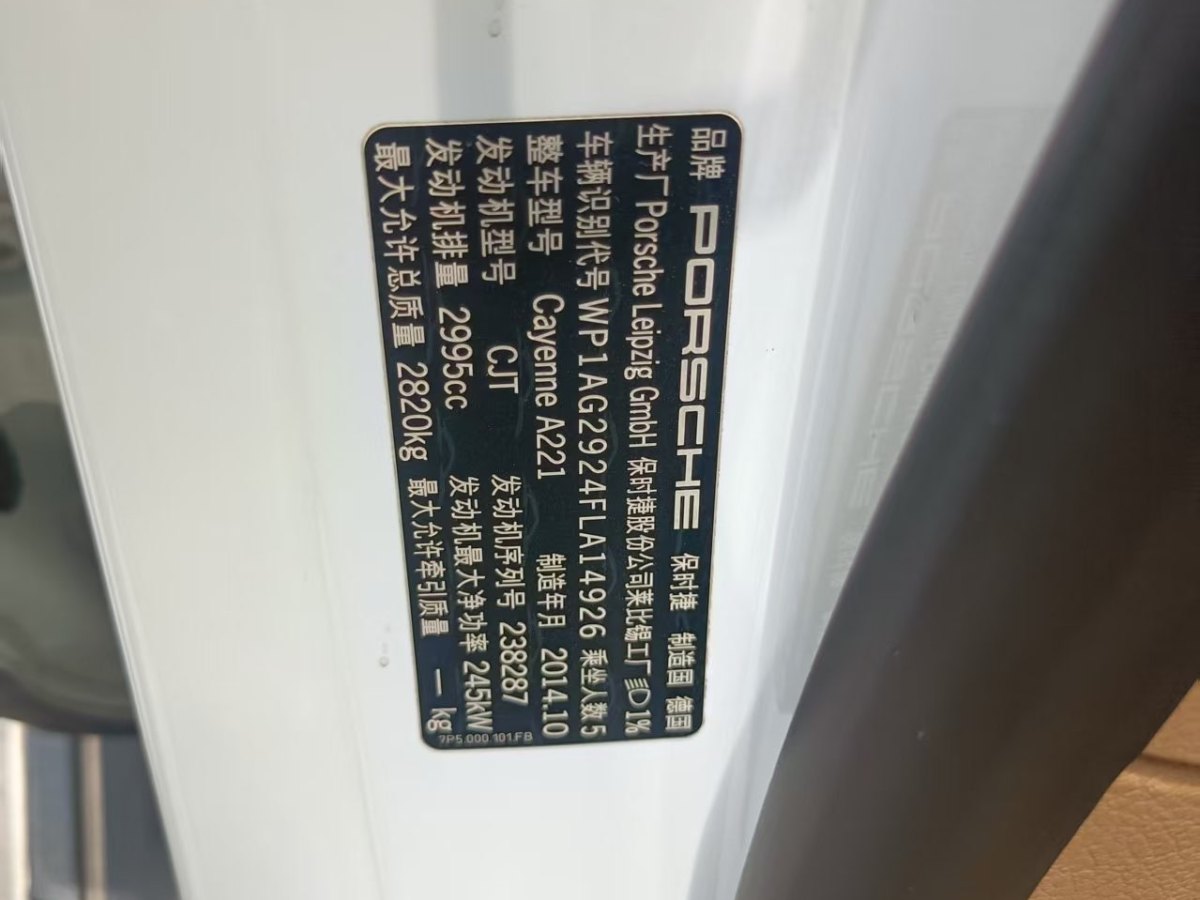 品牌 PORSCHE 保时捷 制造国 德国
生产厂 Porsche Leipzig GmbH 保时捷股份公司莱比锡工厂 1%
车辆识别代号 WP1AG2924FLA14926 乘坐人数 5
整车型号 Cayenne A221 制造年月 2014.10
发动机型号 CJT 发动机序列号 238287
发动机排量 2995cc 发动机最大净功率 245kW
最大允许总质量 2820kg 最大允许牵引质量 — kg
7P5.000.101.FB